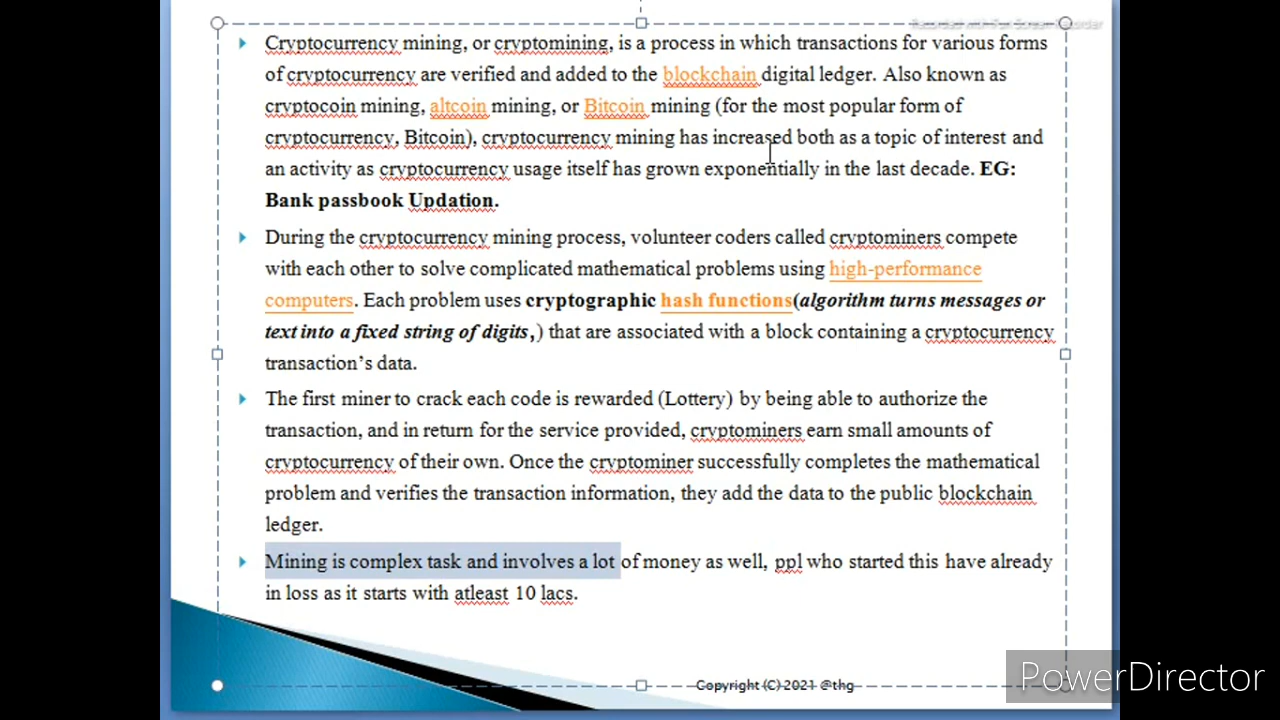 Recorded with iFun Screen Recorder
Cryptocurrency mining, or cryptomining, is a process in which transactions for various forms
of cryptocurrency are verified and added to the blockchain digital ledger. Also known as
cryptocoin mining, altcoin mining, or Bitcoin mining (for the most popular form of
cryptocurrency, Bitcoin), cryptocurrency mining has increased both as a topic of interest and
an activity as cryptocurrency usage itself has grown exponentially in the last decade. EG:
Bank passbook Updation.
During the cryptocurrency mining process, volunteer coders called cryptominers compete
with each other to solve complicated mathematical problems using high-performance
computers. Each problem uses cryptographic hash functions(algorithm turns messages or
text into a fixed string of digits,) that are associated with a block containing a cryptocurrency
transaction’s data.
The first miner to crack each code is rewarded (Lottery) by being able to authorize the
transaction, and in return for the service provided, cryptominers earn small amounts of
cryptocurrency of their own. Once the cryptominer successfully completes the mathematical
problem and verifies the transaction information, they add the data to the public blockchain
ledger.
Mining is complex task and involves a lot of money as well, ppl who started this have already
in loss as it starts with atleast 10 lacs.
Copyright (C) 2021 @thg
PowerDirector